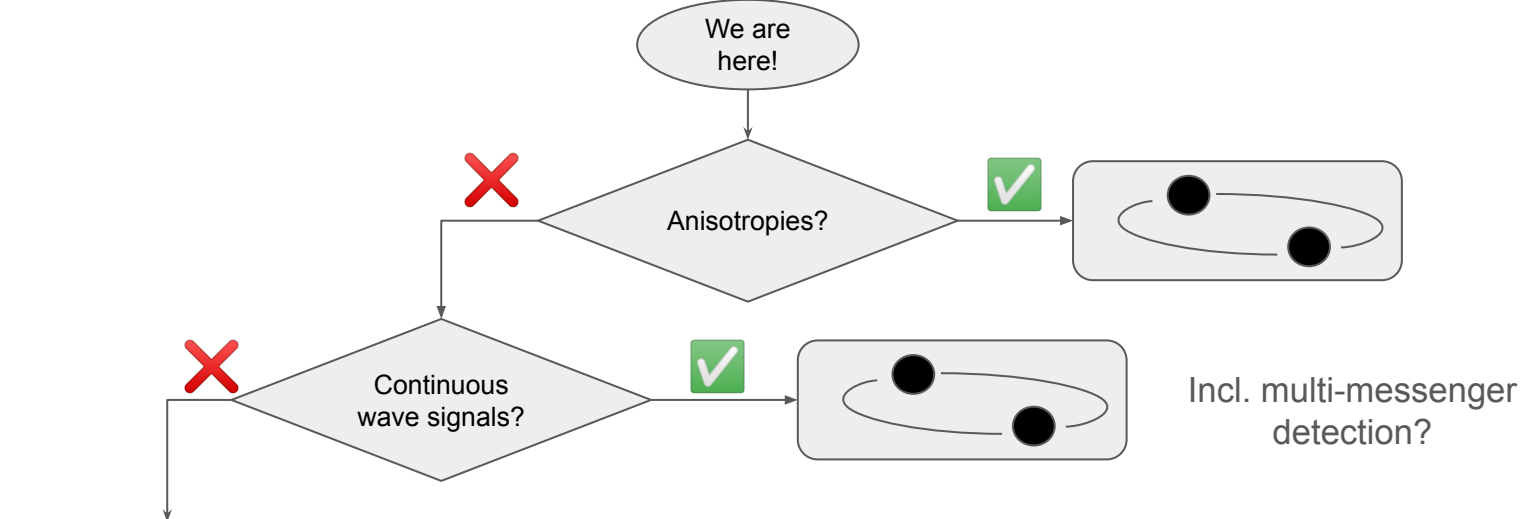 We are
here!
Anisotropies?
Continuous
wave signals?
Incl. multi-messenger
detection?